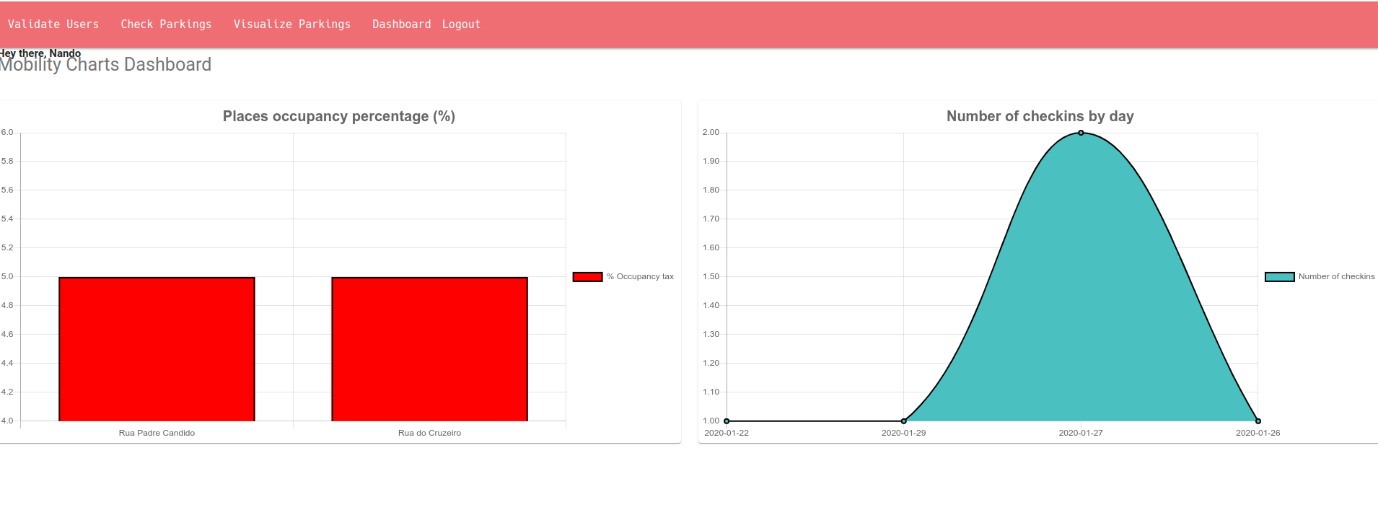 Validate Users Check Parkings Visualize Parkings Dashboard Logout
Hey there, Nando
Mobility Charts Dashboard
Places occupancy percentage (%)
6.0
5.8
5.6
5.4
5.2
5.0
4.8
4.6
4.4
4.2
4.0
Rua Padre Candido Rua do Cruzeiro
% Occupancy tax
Number of checkins by day
2.00
1.90
1.80
1.70
1.60
1.50
1.40
1.30
1.20
1.10
1.00
2020-01-22 2020-01-29 2020-01-27 2020-01-26
Number of checkins